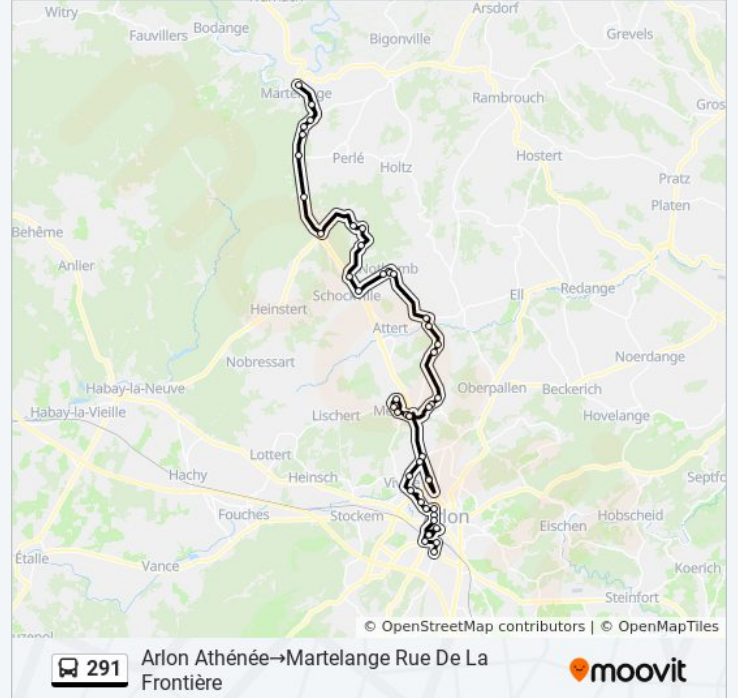 Witry
Arsdorf
Fauvillers
Bodange
Bigonville
Grevels
Rambrouch
Perlé
Holtz
Hostert
Pratz
Platen
Behême
Anlier
Schockville
Ell
Redange
Heinstert
Attert
Nobressart
Noerdange
Habay-la-Neuve
Oberpallen
Beckerich
Habay-la-Vieille
Lischert
Hovelange
Lottert
Hachy
Heinsch
Fouches
Stockem
Eischen
Hobscheid
Étalle
Vance
Koerich
Steinfort
© OpenStreetMap contributors | © OpenMapTiles
291
Arlon Athénée→Martelange Rue De La
Frontière
moovit